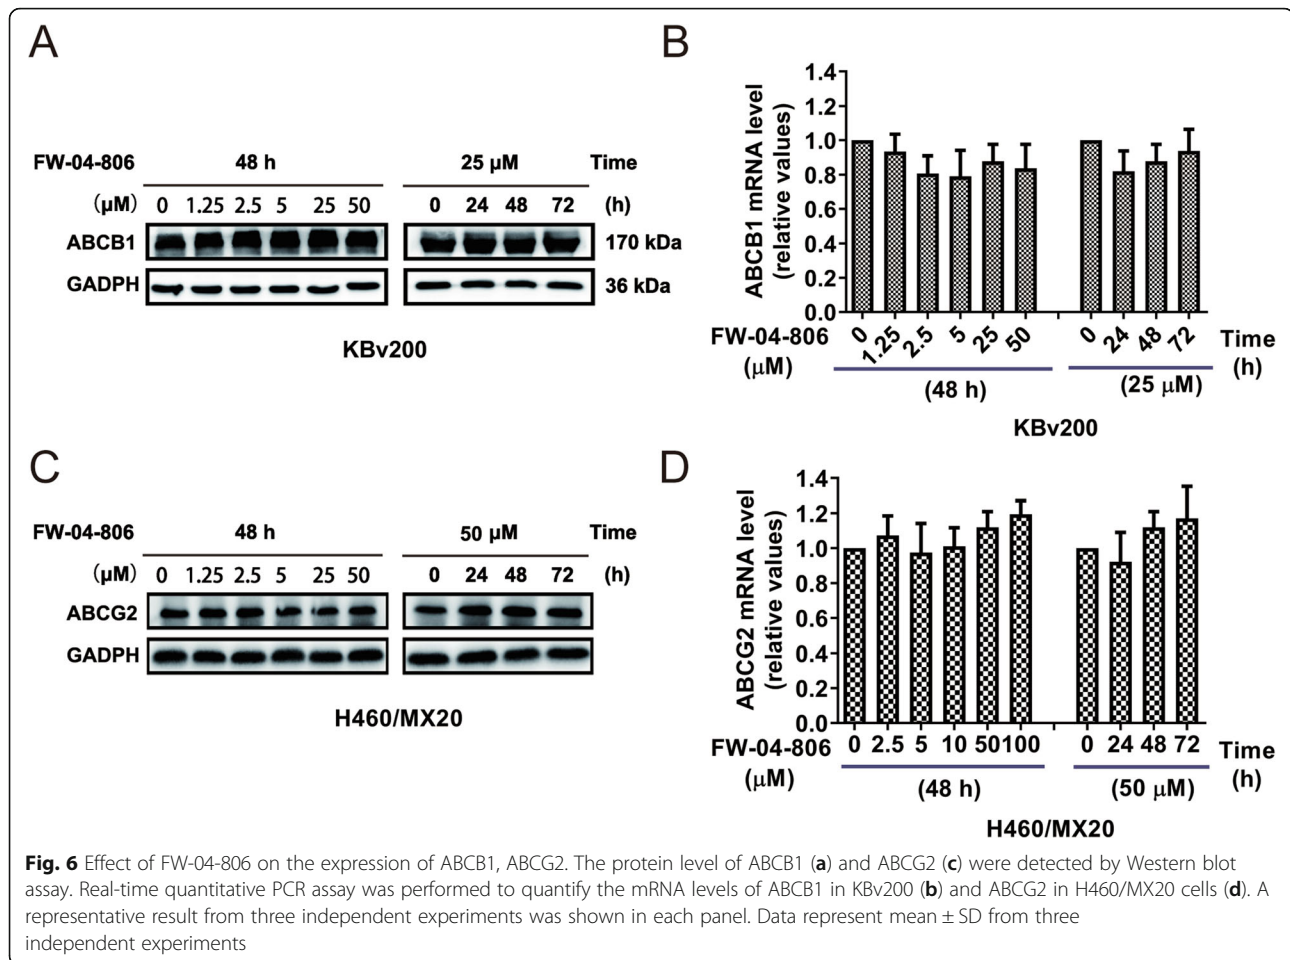 A
FW-04-806 48 h 25 μM Time
(μM) 0 1.25 2.5 5 25 50 0 24 48 72 (h)
ABCB1 170 kDa
GADPH 36 kDa
KBv200
B
ABCB1 mRNA level
(relative values)
1.4
1.2
1.0
0.8
0.6
0.4
0.2
0.0
FW-04-806 0 1.25 2.5 5 25 50 0 24 48 72 Time
(μM) (48 h) (25 μM) (h)
KBv200
C
FW-04-806 48 h 50 μM Time
(μM) 0 1.25 2.5 5 25 50 0 24 48 72 (h)
ABCG2
GADPH
H460/MX20
D
ABCG2 mRNA level
(relative values)
1.4
1.2
1.0
0.8
0.6
0.4
0.2
0.0
FW-04-806 0 2.5 5 10 50 100 0 24 48 72 Time
(μM) (48 h) (50 μM) (h)
H460/MX20
Fig. 6 Effect of FW-04-806 on the expression of ABCB1, ABCG2. The protein level of ABCB1 (a) and ABCG2 (c) were detected by Western blot
assay. Real-time quantitative PCR assay was performed to quantify the mRNA levels of ABCB1 in KBv200 (b) and ABCG2 in H460/MX20 cells (d). A
representative result from three independent experiments was shown in each panel. Data represent mean ± SD from three
independent experiments